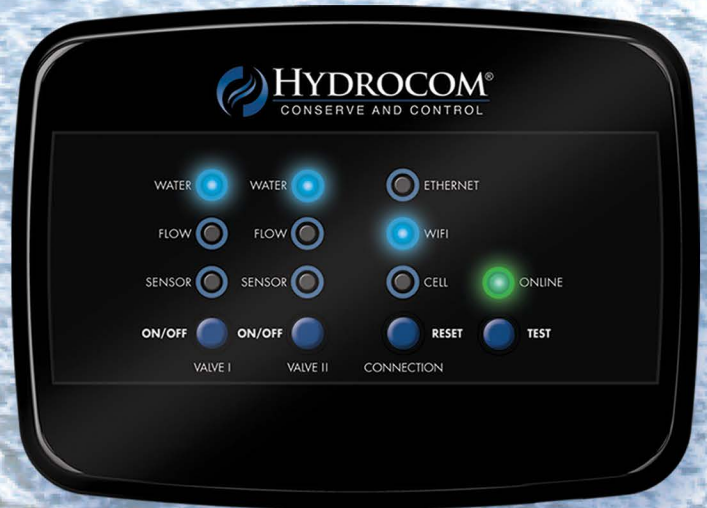 HYDROCOM®
CONSERVE AND CONTROL
WATER WATER ETHERNET
FLOW FLOW WIFI
SENSOR SENSOR CELL ONLINE
ON/OFF ON/OFF RESET TEST
VALVE I VALVE II CONNECTION